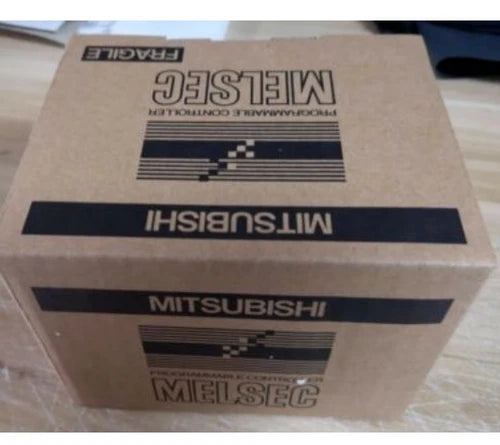 FRAGILE
MELSEC
PROGRAMMABLE CONTROLLER
MITSUBISHI
MITSUBISHI
PROGRAMMABLE CONTROLLER
MELSEC